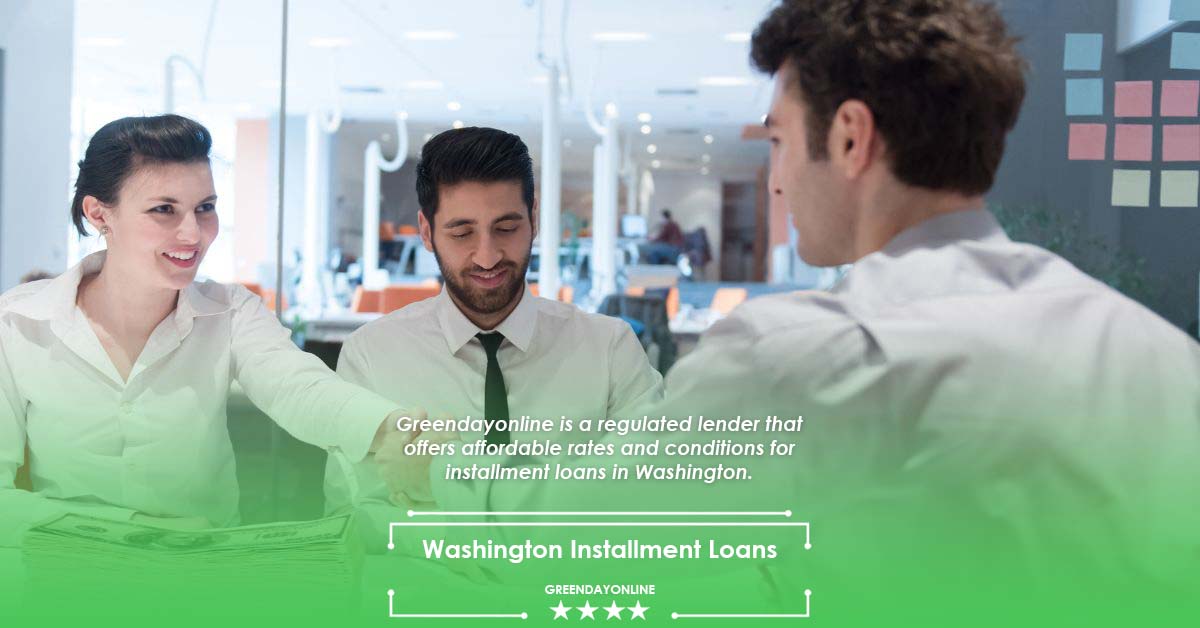 Greendayonline is a regulated lender that
offers affordable rates and conditions for
installment loans in Washington.
Washington Installment Loans
GREENDAYONLINE